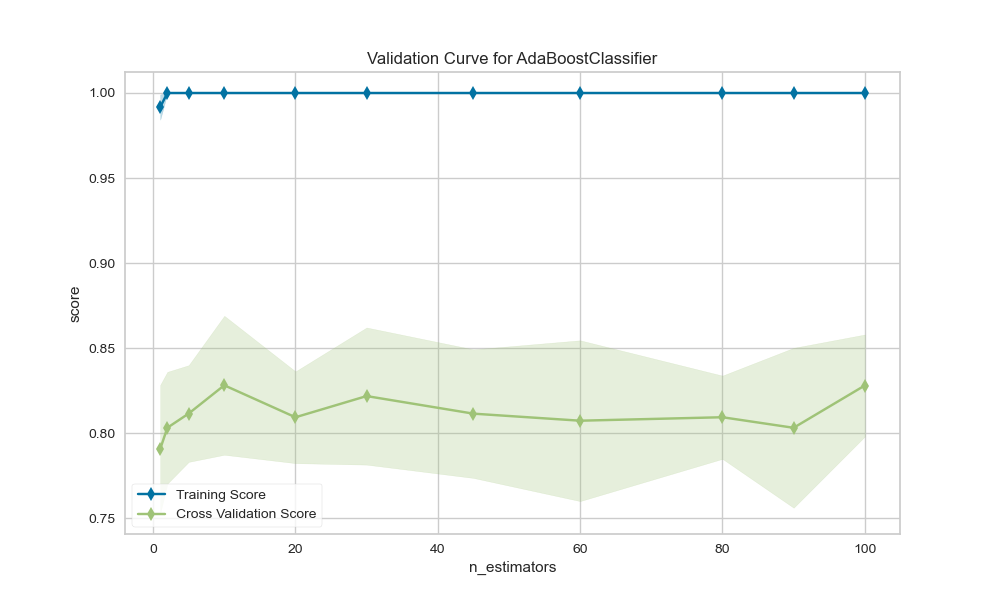 Validation Curve for AdaBoostClassifier
1.00
0.95
0.90
0.85
0.80
0.75
score
Training Score
Cross Validation Score
0 20 40 60 80 100
n_estimators